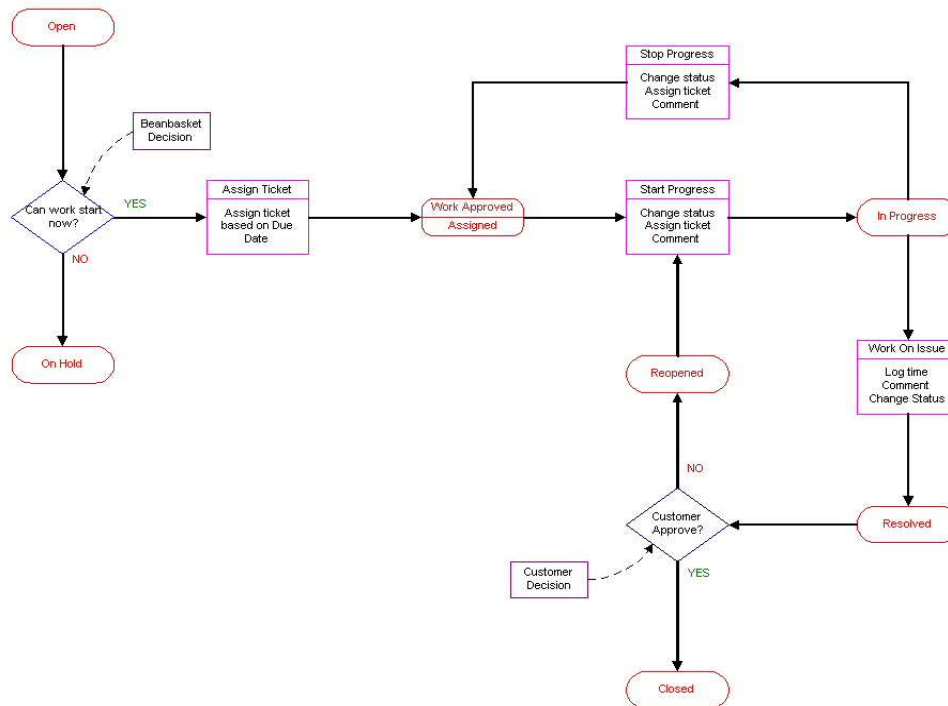 Open
Stop Progress
Change status
Assign ticket
Comment
Beanbasket
Decision
Can work start
now?
YES
NO
Assign Ticket
Assign ticket
based on Due
Date
Work Approved
Assigned
Start Progress
Change status
Assign ticket
Comment
In Progress
On Hold
Reopened
Work On Issue
Log time
Comment
Change Status
NO
Customer
Approve?
Resolved
YES
Customer
Decision
Closed